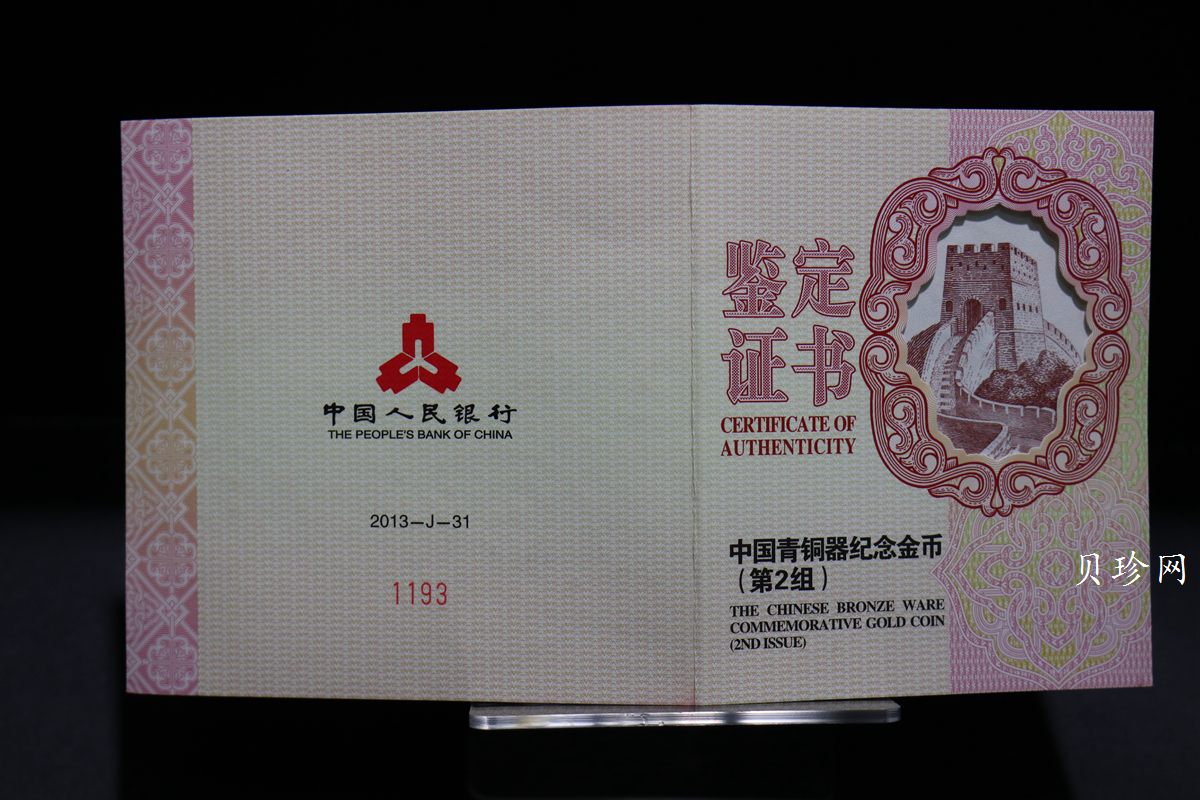 中国人民银行
THE PEOPLE'S BANK OF CHINA
2013-J-31
1193
鉴定
证书
CERTIFICATE OF
AUTHENTICITY
中国青铜器纪念金币
(第2组)
THE CHINESE BRONZE WARE
COMMEMORATIVE GOLD COIN
(2ND ISSUE)
贝珍网